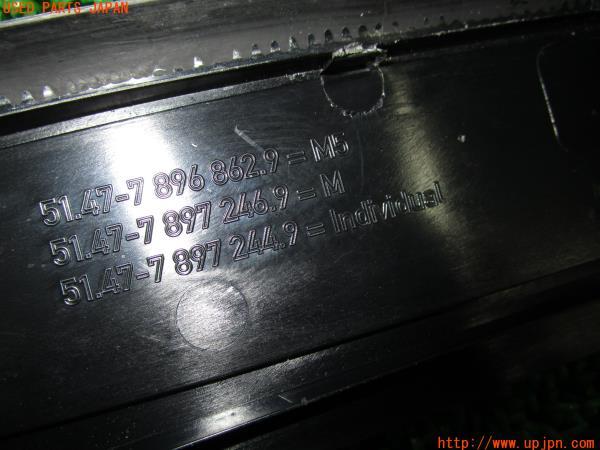 USED PARTS JAPAN
51.47-7 896 862.9 = M5
51.47-7 897 246.9 = M
51.47-7 897 244.9 = Individual
http://www.upjpn.com